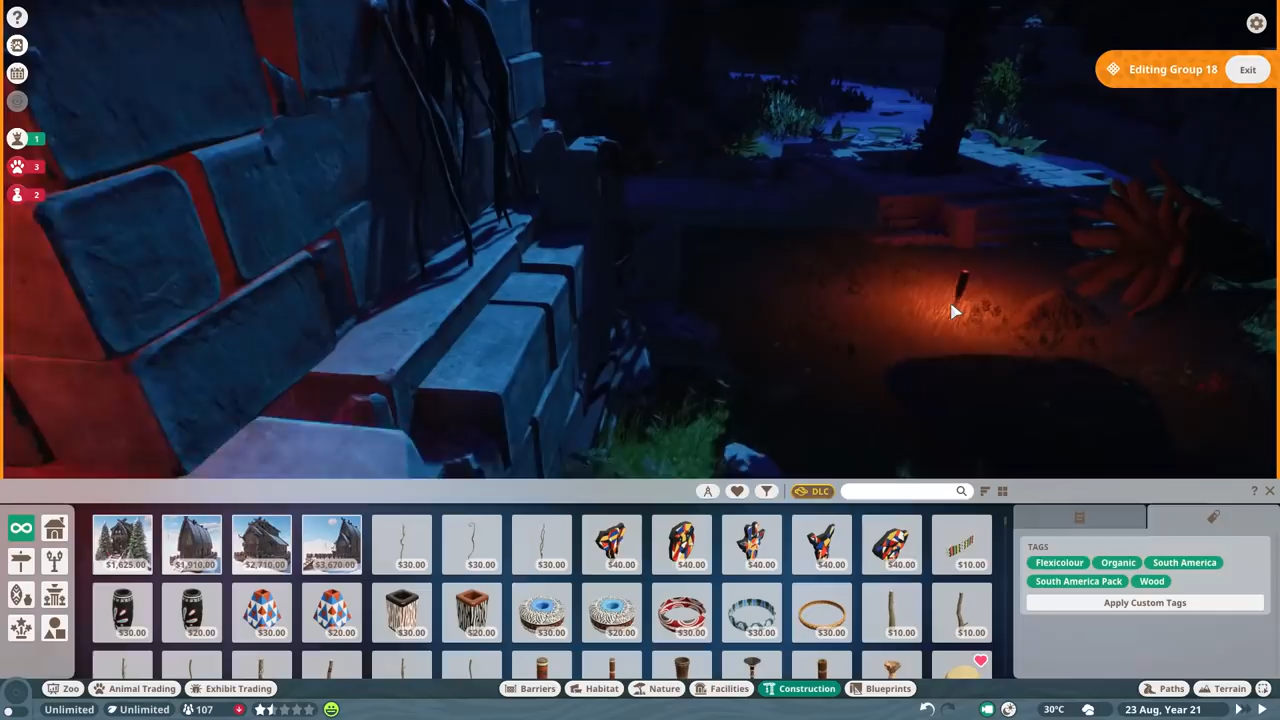 ?
Editing Group 18
Exit
1
3
2
DLC
?
$1,625.00
$1,910.00
$2,710.00
$3,670.00
$30.00
$30.00
$30.00
$40.00
$40.00
$40.00
$40.00
$40.00
$10.00
TAGS
Flexicolour
Organic
South America
South America Pack
Wood
Apply Custom Tags
$30.00
$20.00
$30.00
$20.00
$30.00
$20.00
$30.00
$20.00
$30.00
$30.00
$30.00
$10.00
$10.00
Zoo
Animal Trading
Exhibit Trading
Barriers
Habitat
Nature
Facilities
Construction
Blueprints
Paths
Terrain
Unlimited
Unlimited
107
30°C
23 Aug, Year 21